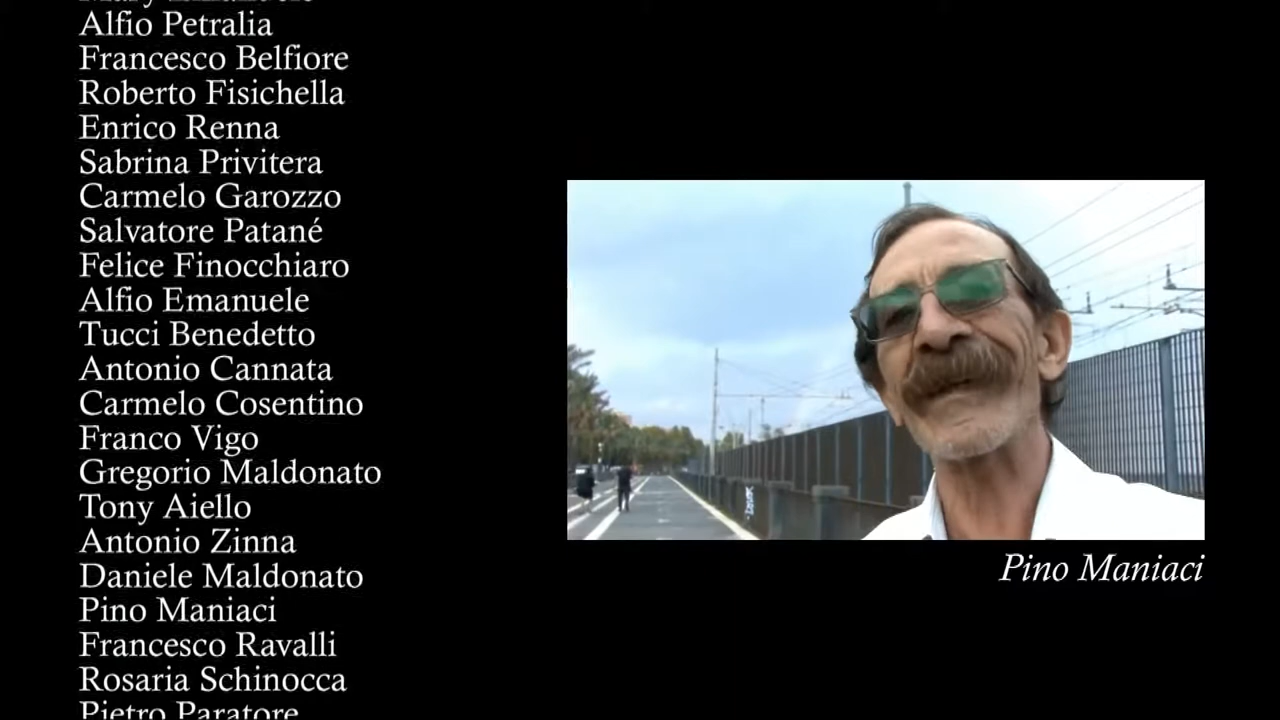 Alfio Petralia
Francesco Belfiore
Roberto Fisichella
Enrico Renna
Sabrina Privitera
Carmelo Garozzo
Salvatore Patané
Felice Finocchiaro
Alfio Emanuele
Tucci Benedetto
Antonio Cannata
Carmelo Cosentino
Franco Vigo
Gregorio Maldonato
Tony Aiello
Antonio Zinna
Daniele Maldonato
Pino Maniaci
Francesco Ravalli
Rosaria Schinocca
Pietro Paratore
Pino Maniaci